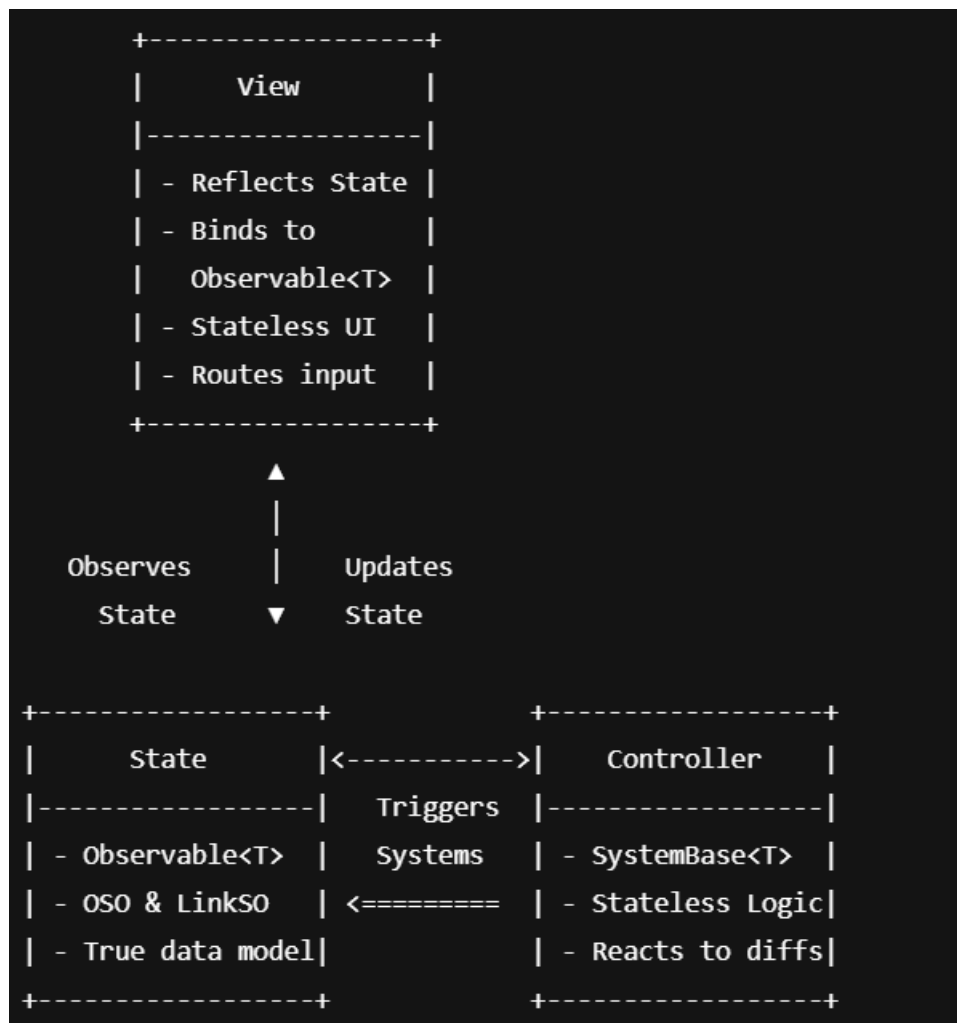 +------------------+
|      View        |
|------------------|
| - Reflects State |
| - Binds to       |
|   Observable<T>  |
| - Stateless UI   |
| - Routes input   |
+------------------+
▲
|
Observes     |    Updates
State     ▼    State
+------------------+             +------------------+
|      State       |<----------->|    Controller    |
|------------------|   Triggers  |------------------|
| - Observable<T>  |   Systems   | - SystemBase<T>  |
| - OSO & LinkSO   | <=========  | - Stateless Logic|
| - True data model|             | - Reacts to diffs|
+------------------+             +------------------+